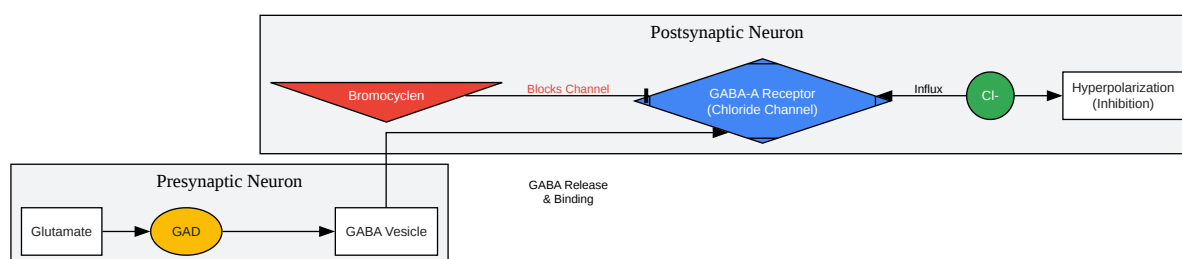 Postsynaptic Neuron
Bromocyclen
Blocks Channel
GABA-A Receptor
(Chloride Channel)
Influx
Cl-
Hyperpolarization
(Inhibition)
Presynaptic Neuron
GABA Release
& Binding
Glutamate
GAD
GABA Vesicle